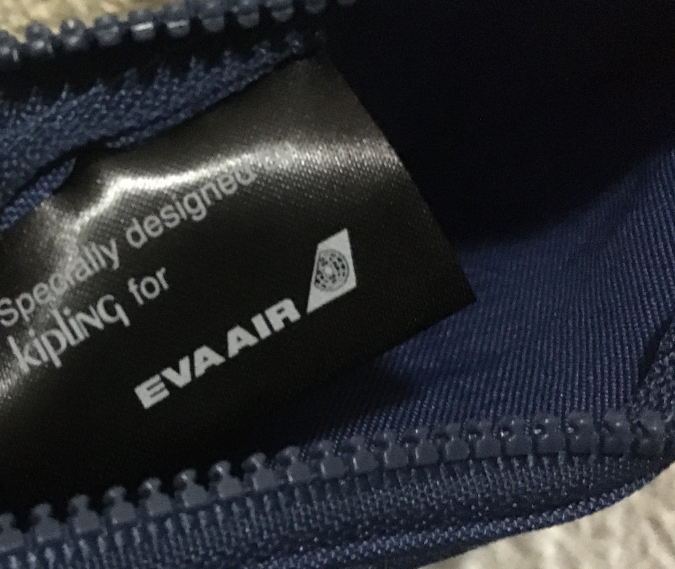 Specially designed
kipling for
EVA AIR